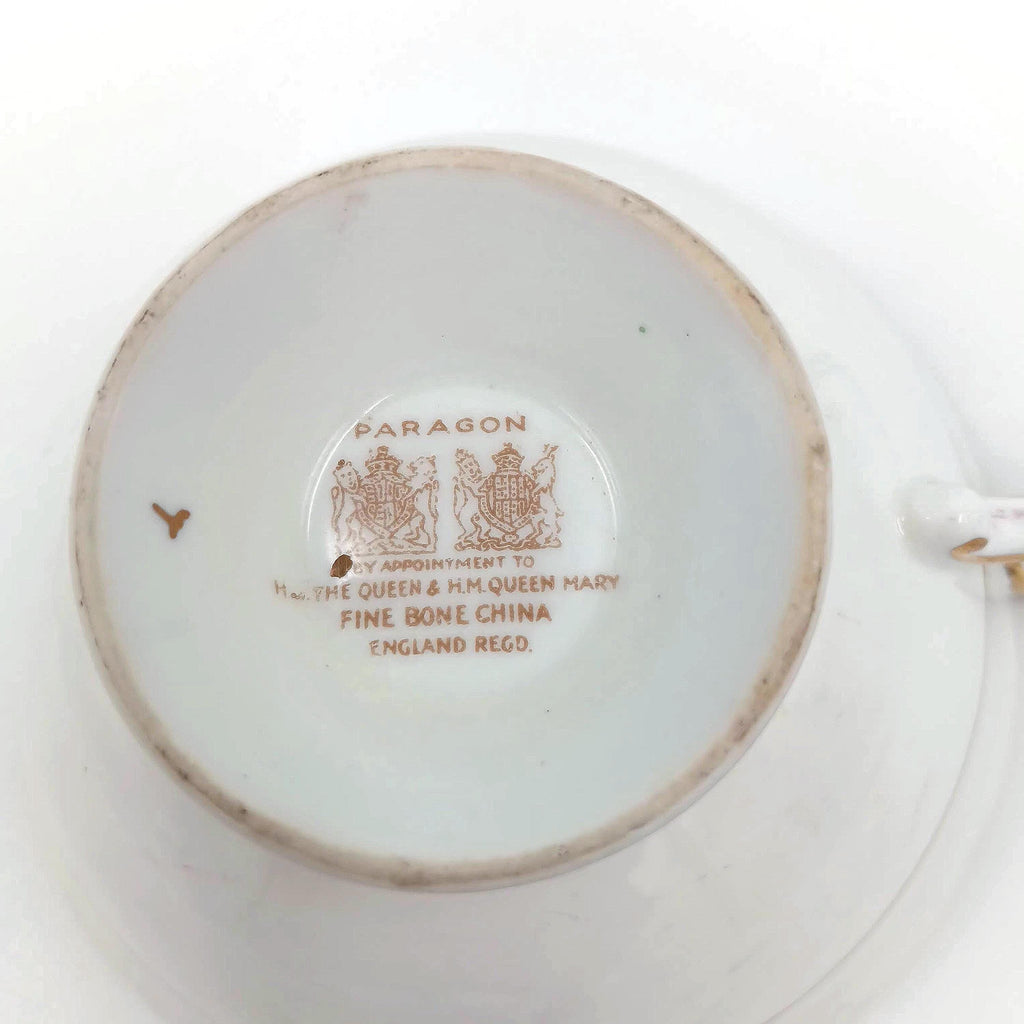 PARAGON
BY APPOINTMENT TO
H.M. THE QUEEN & H.M. QUEEN MARY
FINE BONE CHINA
ENGLAND REGD.